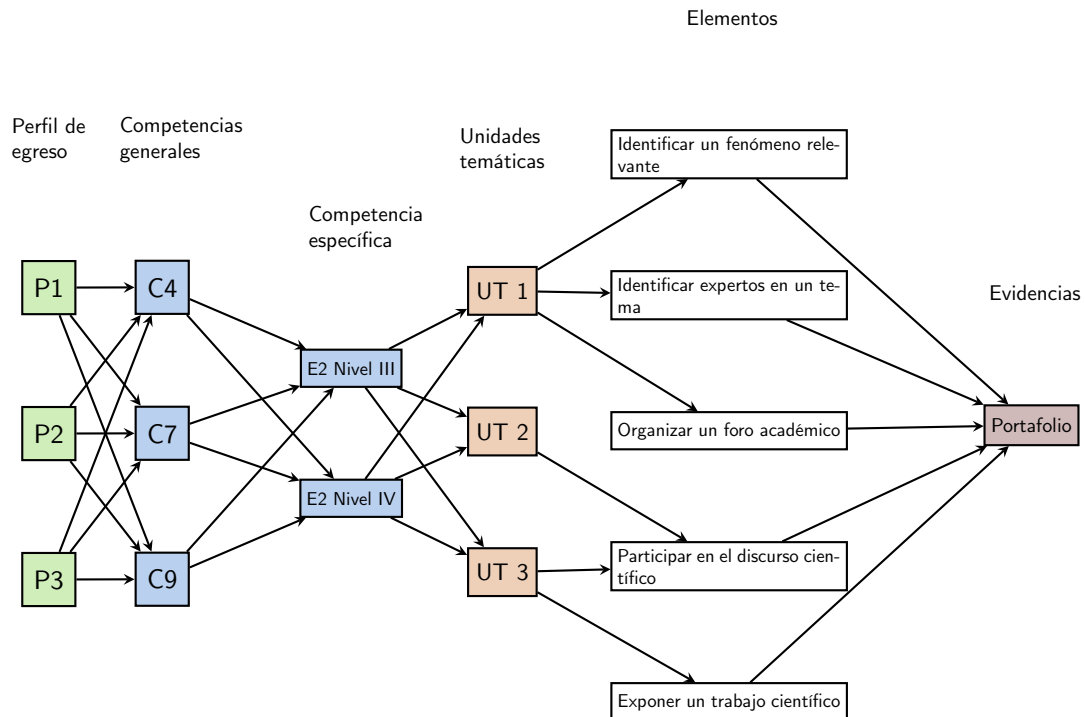 Elementos
Perfil de
egreso
Competencias
generales
Competencia
específica
Unidades
temáticas
Evidencias
P1
P2
P3
C4
C7
C9
E2 Nivel III
E2 Nivel IV
UT 1
UT 2
UT 3
Identificar un fenómeno rele-
vante
Identificar expertos en un te-
ma
Organizar un foro académico
Participar en el discurso cien-
tífico
Exponer un trabajo científico
Portafolio